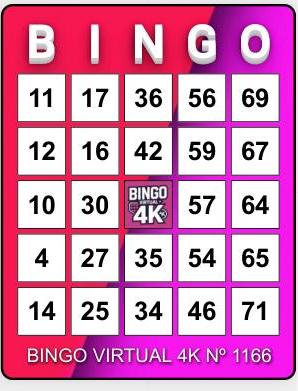 B I N G O
11 17 36 56 69
12 16 42 59 67
10 30 BINGO VIRTUAL 4K 57 64
4 27 35 54 65
14 25 34 46 71
BINGO VIRTUAL 4K Nº 1166